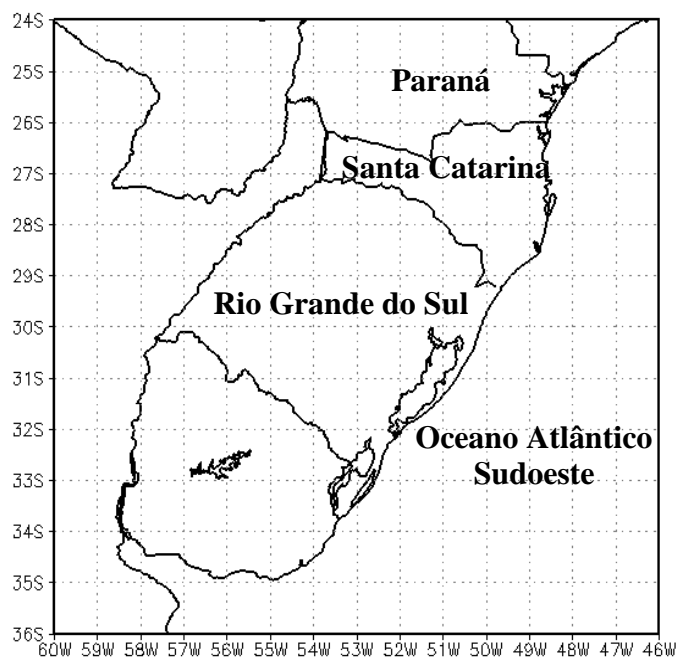 24S
25S
Paraná
26S
27S
Santa Catarina
28S
29S
Rio Grande do Sul
30S
31S
32S
Oceano Atlântico
Sudoeste
33S
34S
35S
36S
60W 59W 58W 57W 56W 55W 54W 53W 52W 51W 50W 49W 48W 47W 46W